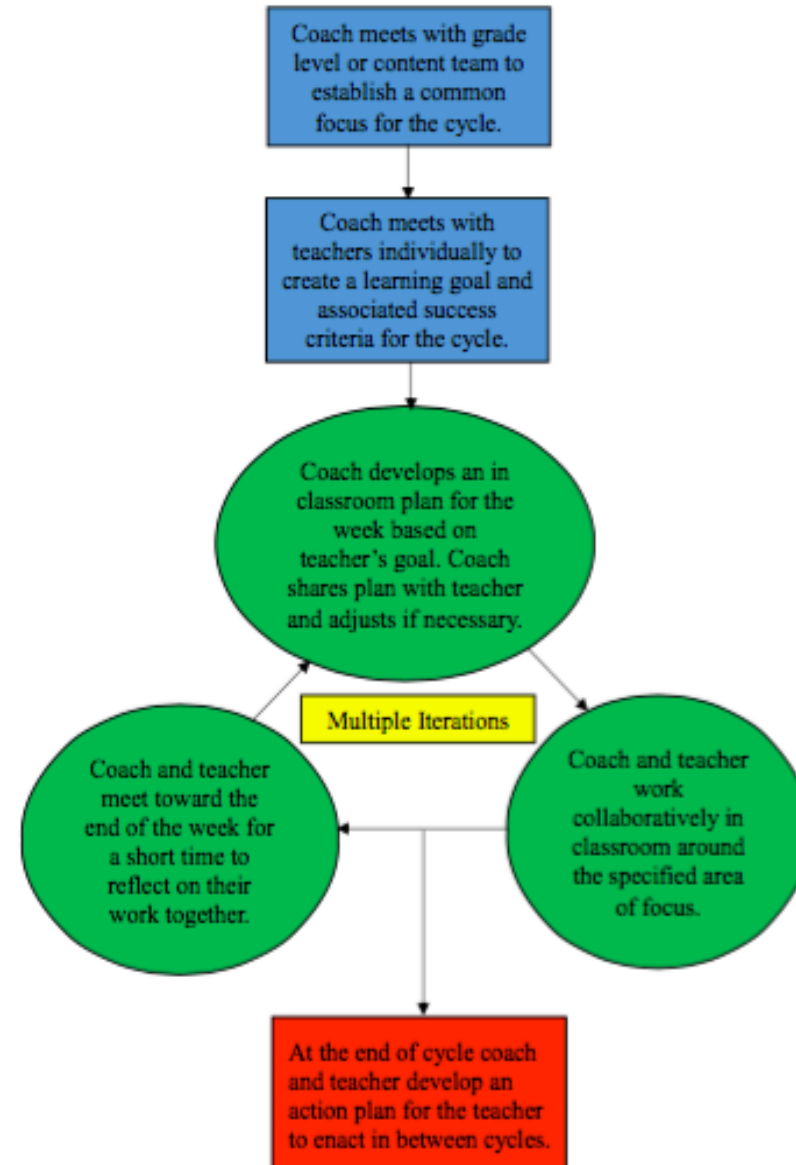 Coach meets with grade
level or content team to
establish a common
focus for the cycle.
Coach meets with
teachers individually to
create a learning goal and
associated success
criteria for the cycle.
Coach develops an in
classroom plan for the
week based on
teacher's goal. Coach
shares plan with teacher
and adjusts if necessary.
Multiple Iterations
Coach and teacher
work
collaboratively in
classroom around
the specified area
of focus.
Coach and teacher
meet toward the
end of the week for
a short time to
reflect on their
work together.
At the end of cycle coach
and teacher develop an
action plan for the teacher
to enact in between cycles.